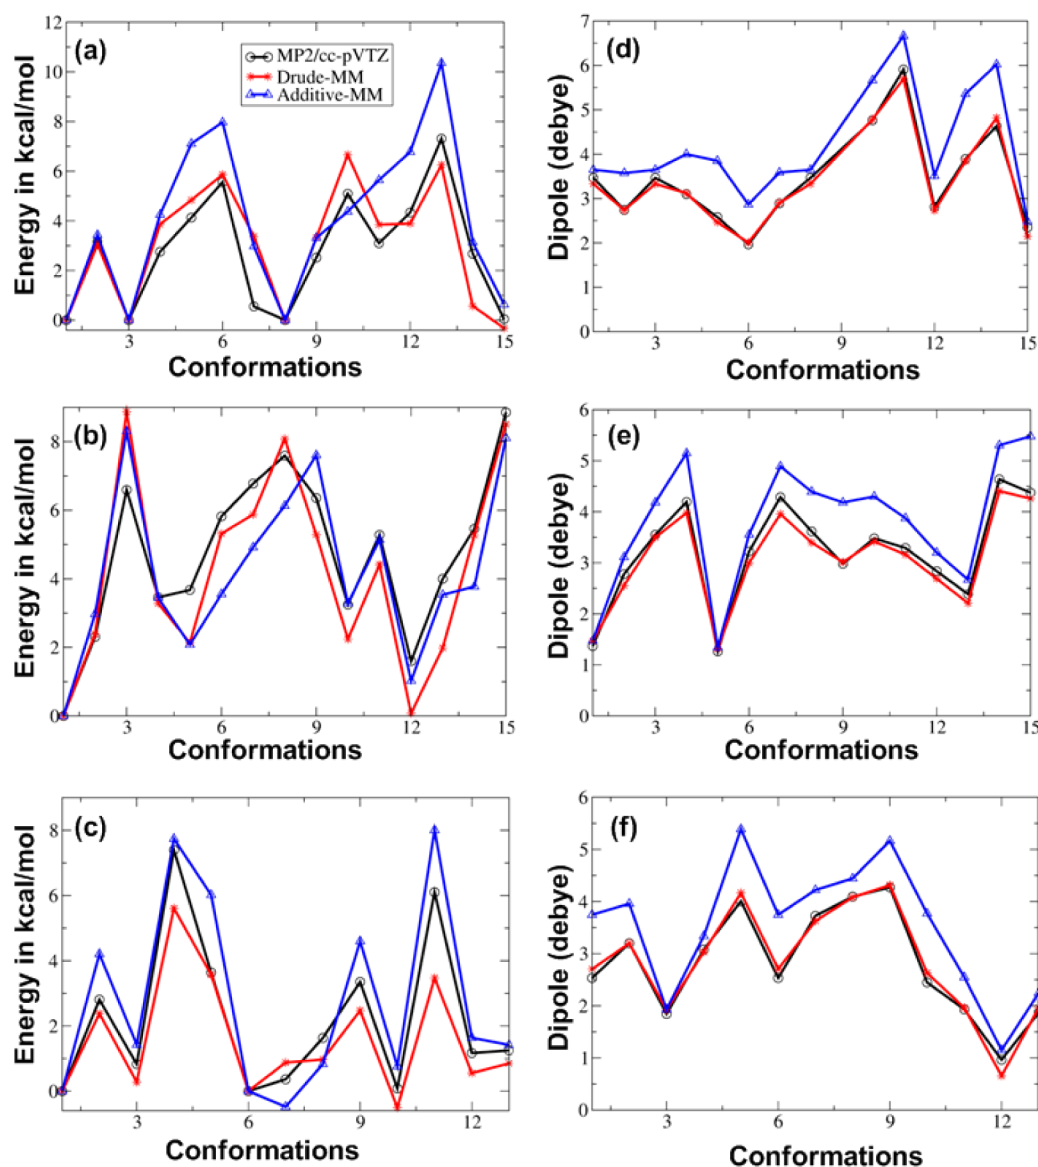 (a)
MP2/cc-pVTZ
Drude-MM
Additive-MM
Energy in kcal/mol
12
10
8
6
4
2
0
3 6 9 12 15
Conformations
(d)
Dipole (debye)
7
6
5
4
3
2
1
0
3 6 9 12 15
Conformations
(b)
Energy in kcal/mol
8
6
4
2
0
3 6 9 12 15
Conformations
(e)
Dipole (debye)
6
5
4
3
2
1
0
3 6 9 12 15
Conformations
(c)
Energy in kcal/mol
8
6
4
2
0
3 6 9 12
Conformations
(f)
Dipole (debye)
6
5
4
3
2
1
0
3 6 9 12
Conformations